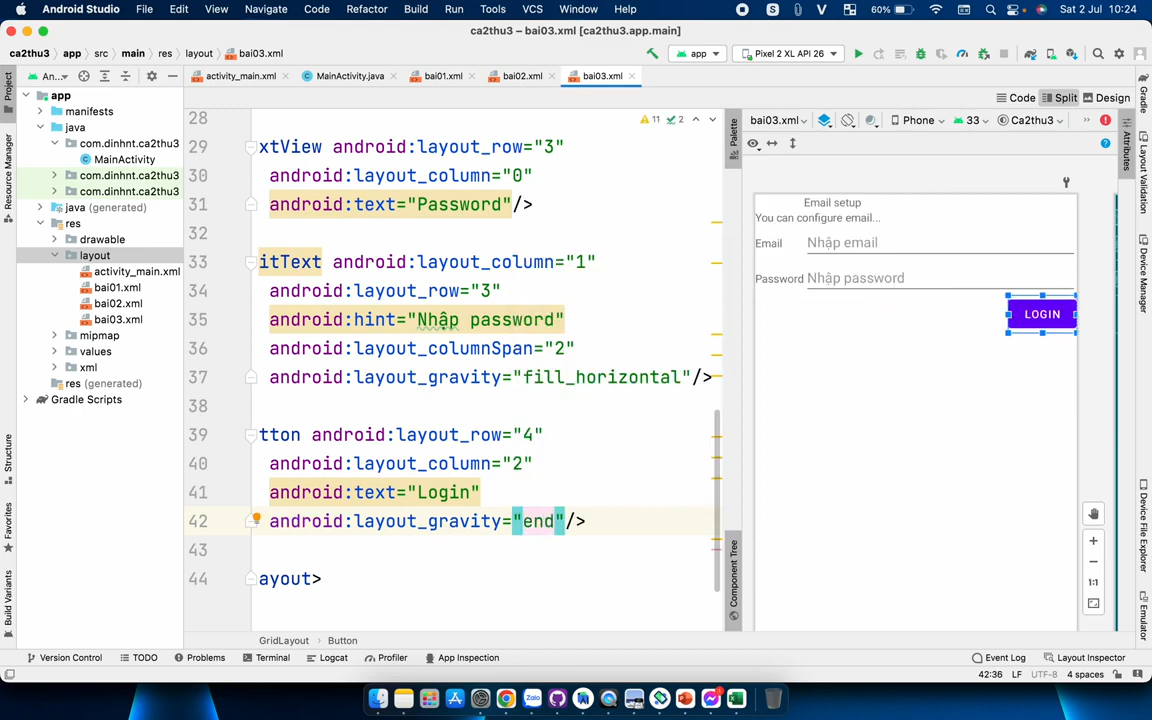 Android Studio File Edit View Navigate Code Refactor Build Run Tools VCS Window Help 60% Sat 2 Jul 10:24
ca2thu3 – bai03.xml [ca2thu3.app.main]
ca2thu3 app src main res layout bai03.xml app Pixel 2 XL API 26
An... activity_main.xml MainActivity.java bai01.xml bai02.xml bai03.xml
Code Split Design
app
manifests
java
com.dinhnt.ca2thu3
MainActivity
com.dinhnt.ca2thu3
com.dinhnt.ca2thu3
java (generated)
res
drawable
layout
activity_main.xml
bai01.xml
bai02.xml
bai03.xml
mipmap
values
xml
res (generated)
Gradle Scripts
Project
Resource Manager
Structure
Favorites
Build Variants
28
29 xtView android:layout_row="3"
30 android:layout_column="0"
31 android:text="Password"/>
32
33 itText android:layout_column="1"
34 android:layout_row="3"
35 android:hint="Nhập password"
36 android:layout_columnSpan="2"
37 android:layout_gravity="fill_horizontal"/>
38
39 tton android:layout_row="4"
40 android:layout_column="2"
41 android:text="Login"
42 android:layout_gravity="end"/>
43
44 ayout>
11 2
GridLayout › Button
Palette
Component Tree
bai03.xml Phone 33 Ca2thu3
Email setup
You can configure email...
Email Nhập email
Password Nhập password
LOGIN
1:1
Attributes
Gradle
Layout Validation
Device Manager
Device File Explorer
Emulator
Version Control TODO Problems Terminal Logcat Profiler App Inspection Event Log Layout Inspector
42:36 LF UTF-8 4 spaces
Zalo